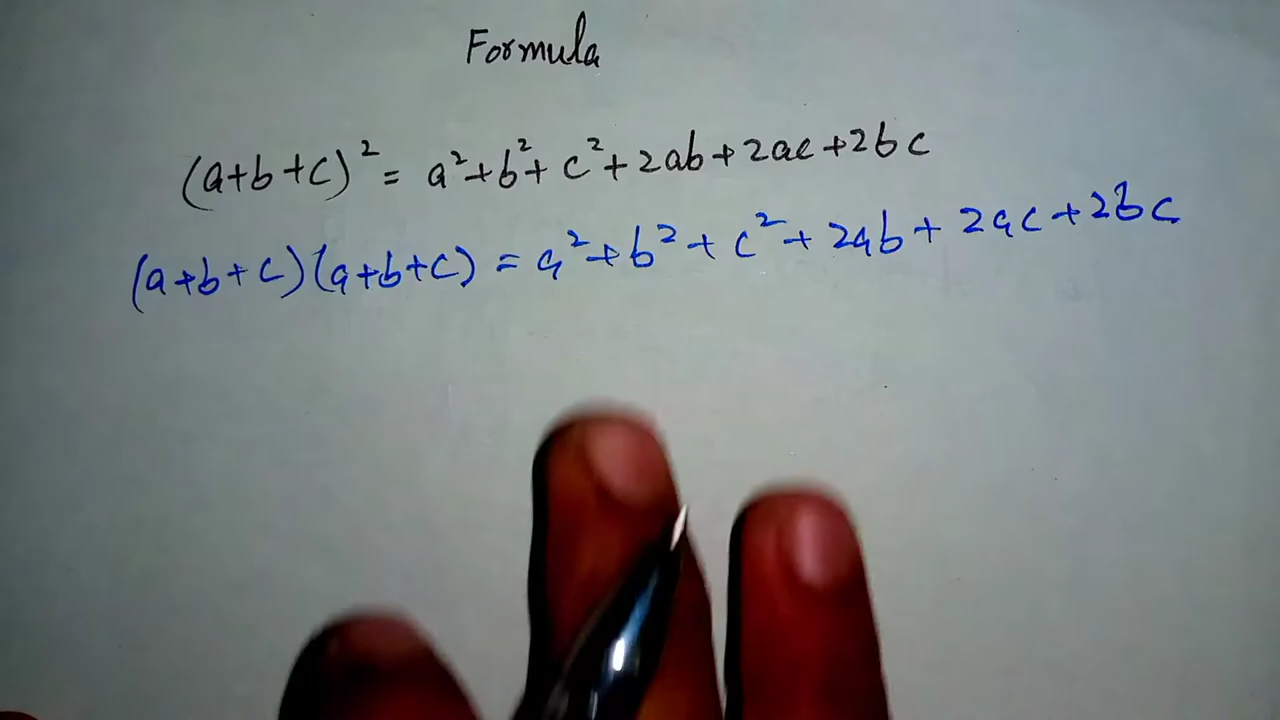 Formula
(a+b+c)² = a²+b²+c²+2ab+2ac+2bc
(a+b+c)(a+b+c) = a²+b²+c²+2ab+2ac+2bc